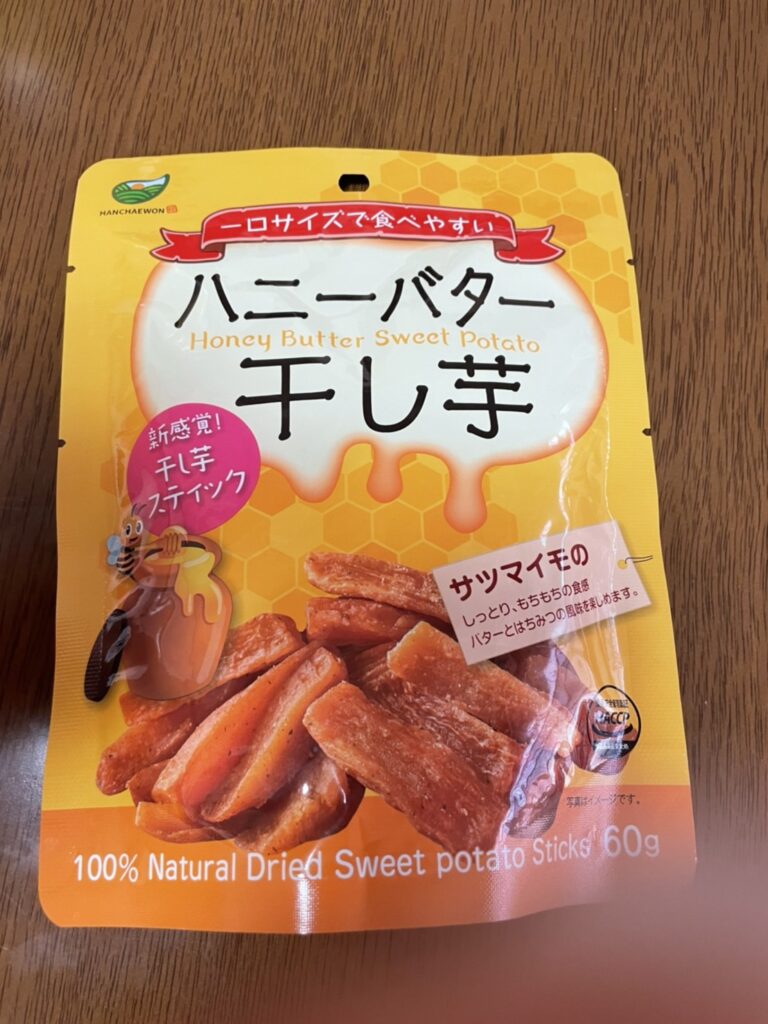 HANCHAEWON
一口サイズで食べやすい
ハニーバター
Honey Butter Sweet Potato
干し芋
新感覚!
干し芋
スティック
サツマイモの
しっとり、もちもちの食感
バターとはちみつの風味を楽しめます。
HACCP
写真はイメージです。
100% Natural Dried Sweet potato Sticks 60g